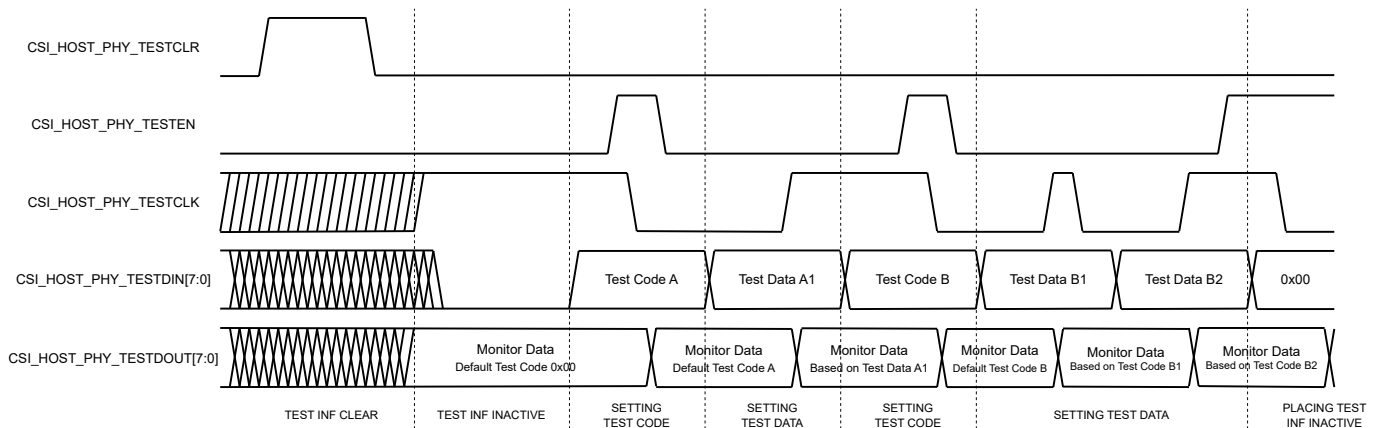 CSI_HOST_PHY_TESTCLR
CSI_HOST_PHY_TESTEN
CSI_HOST_PHY_TESTCLK
CSI_HOST_PHY_TESTDIN[7:0]
Test Code A
Test Data A1
Test Code B
Test Data B1
Test Data B2
0x00
CSI_HOST_PHY_TESTDOUT[7:0]
Monitor Data
Default Test Code 0x00
Monitor Data
Default Test Code A
Monitor Data
Based on Test Data A1
Monitor Data
Default Test Code B
Monitor Data
Based on Test Code B1
Monitor Data
Based on Test Code B2
TEST INF CLEAR
TEST INF INACTIVE
SETTING
TEST CODE
SETTING
TEST DATA
SETTING
TEST CODE
SETTING TEST DATA
PLACING TEST
INF INACTIVE